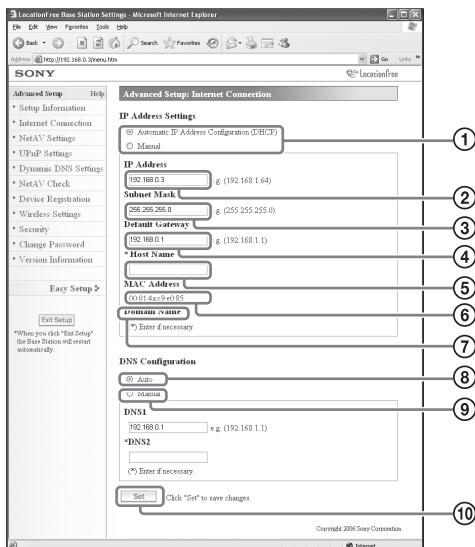 LocationFree Base Station Settings - Microsoft Internet Explorer
File Edit View Favorites Tools Help
Back Search Favorites
Address http://192.168.0.3/menu.htm Go Links »
SONY LocationFree
Advanced Setup Help
Advanced Setup: Internet Connection
* Setup Information
* Internet Connection
* NetAV Settings
* UPnP Settings
* Dynamic DNS Settings
* NetAV Check
* Device Registration
* Wireless Settings
* Security
* Change Password
* Version Information
Easy Setup
Exit Setup
*When you click "Exit Setup"
the Base Station will restart
automatically.
IP Address Settings
Automatic IP Address Configuration (DHCP)
Manual
1
IP Address
192.168.0.3 e.g. (192.168.1.64)
2
Subnet Mask
255.255.255.0 e.g. (255.255.255.0)
3
Default Gateway
192.168.0.1 e.g. (192.168.1.1)
4
* Host Name
5
MAC Address
00:01:4a:c9:e0:85
6
Domain Name
(*) Enter if necessary.
7
DNS Configuration
Auto
8
Manual
9
DNS1
192.168.0.1 e.g. (192.168.1.1)
*DNS2
(*) Enter if necessary.
Set Click "Set" to save changes.
10
Copyright 2006 Sony Corporation
Internet